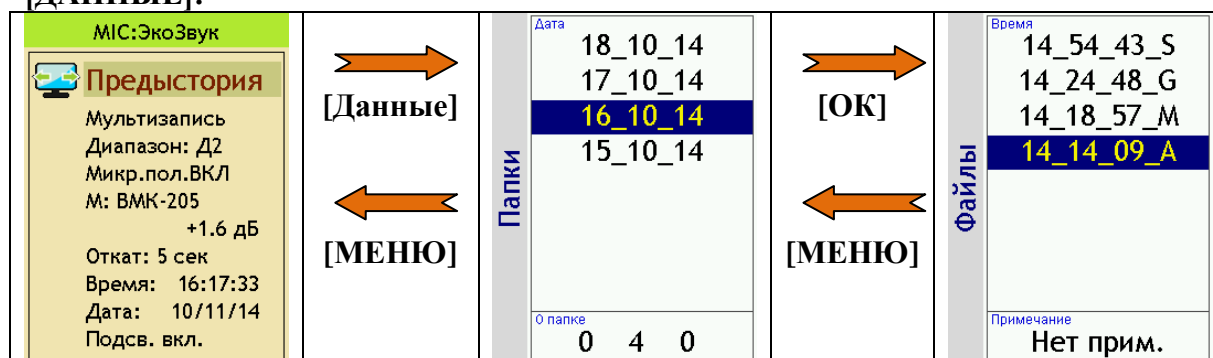 [ДАННЫЕ]:
MIC:ЭкоЗвук
Предыстория
Мультизапись
Диапазон: Д2
Микр.пол.ВКЛ
М: ВМК-205
+1.6 дБ
Откат: 5 сек
Время: 16:17:33
Дата: 10/11/14
Подсв. вкл.
[Данные]
[МЕНЮ]
Папки
Дата
18_10_14
17_10_14
16_10_14
15_10_14
О папке
0 4 0
[ОК]
[МЕНЮ]
Файлы
Время
14_54_43_S
14_24_48_G
14_18_57_M
14_14_09_A
Примечание
Нет прим.